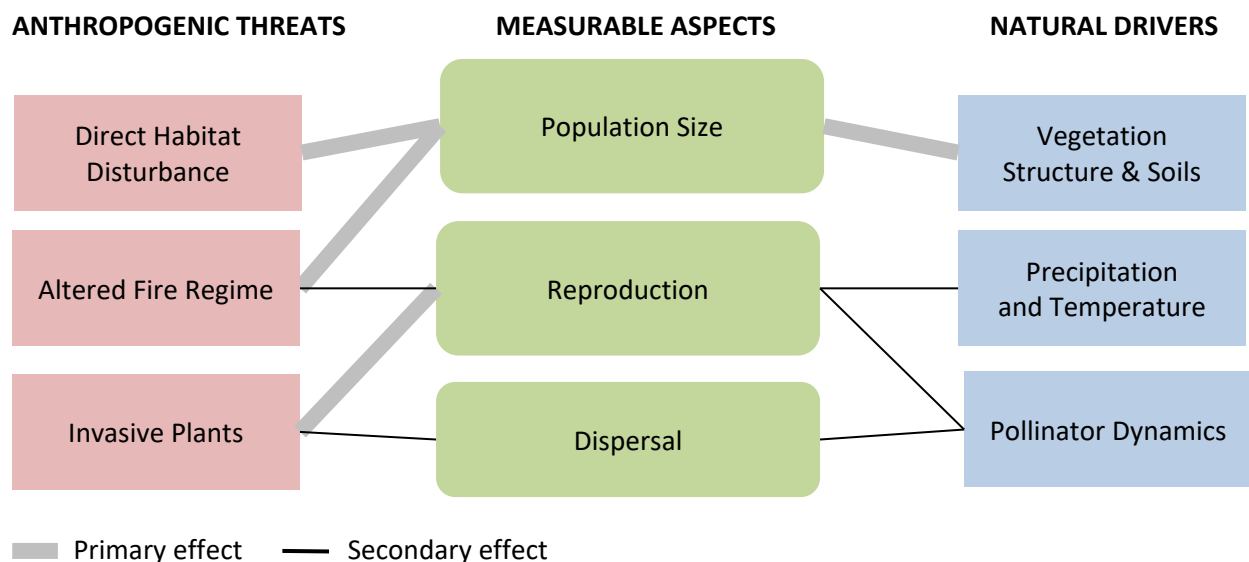 ANTHROPOGENIC THREATS
MEASURABLE ASPECTS
NATURAL DRIVERS
Direct Habitat
Disturbance
Population Size
Vegetation
Structure & Soils
Altered Fire Regime
Reproduction
Precipitation
and Temperature
Invasive Plants
Dispersal
Pollinator Dynamics
Primary effect
Secondary effect